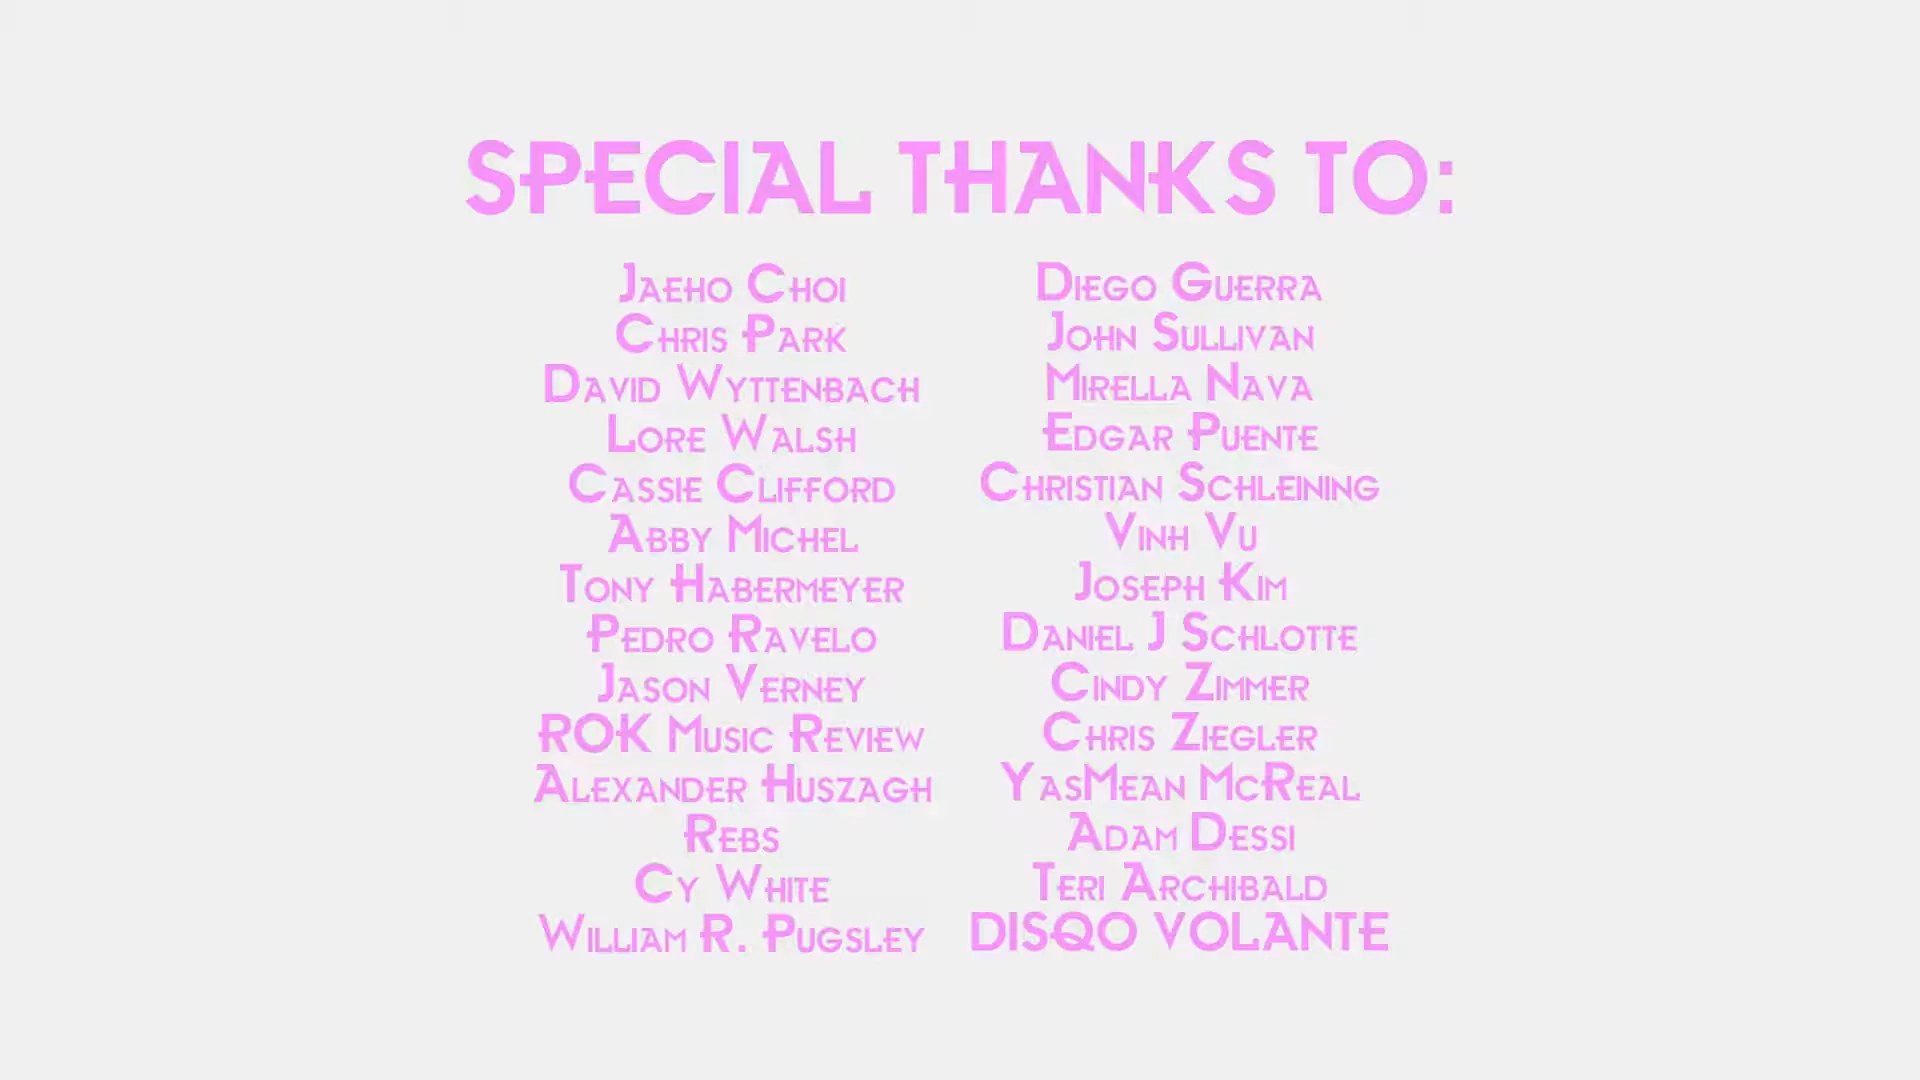 SPECIAL THANKS TO:
Jaeho Choi
Chris Park
David Wyttenbach
Lore Walsh
Cassie Clifford
Abby Michel
Tony Habermeyer
Pedro Ravelo
Jason Verney
ROK Music Review
Alexander Huszagh
Rebs
Cy White
William R. Pugsley
Diego Guerra
John Sullivan
Mirella Nava
Edgar Puente
Christian Schleining
Vinh Vu
Joseph Kim
Daniel J Schlotte
Cindy Zimmer
Chris Ziegler
YasMean McReal
Adam Dessi
Teri Archibald
DISQO VOLANTE